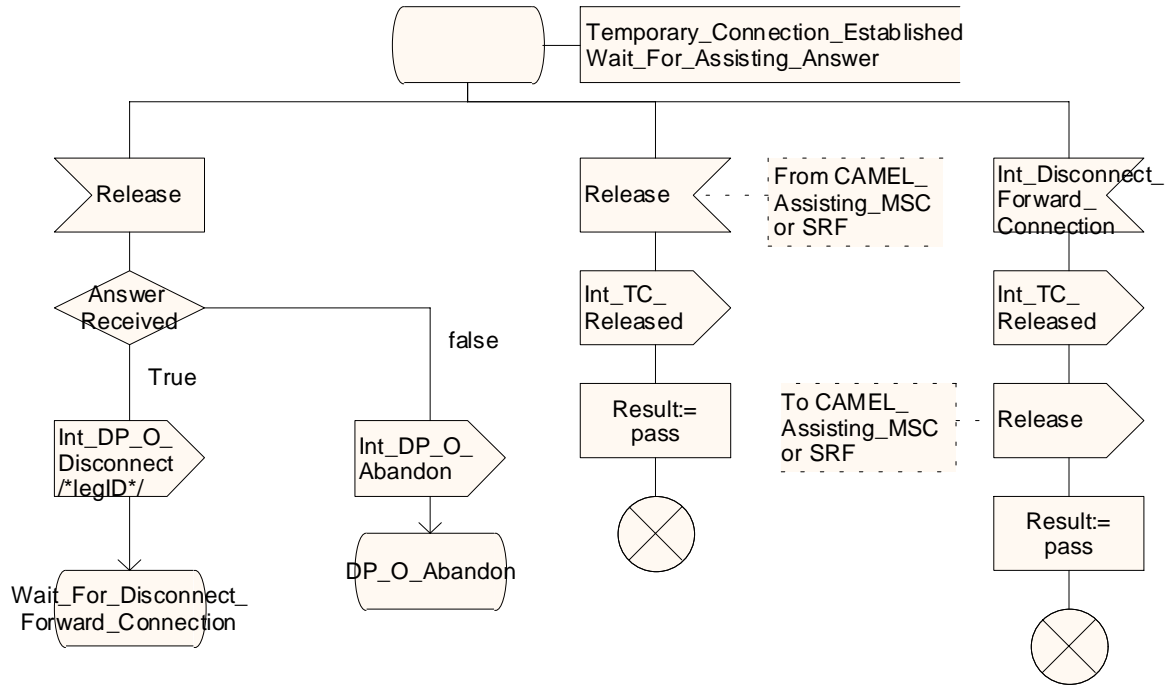 Temporary_Connection_Established
Wait_For_Assisting_Answer
Release
Release
From CAMEL_
Assisting_MSC
or SRF
Int_Disconnect_
Forward_
Connection
Answer
Received
false
True
Int_TC_
Released
Int_TC_
Released
Int_DP_O_
Disconnect
/*legID*/
Int_DP_O_
Abandon
Result:=
pass
To CAMEL_
Assisting_MSC
or SRF
Release
Wait_For_Disconnect_
Forward_Connection
DP_O_Abandon
Result:=
pass